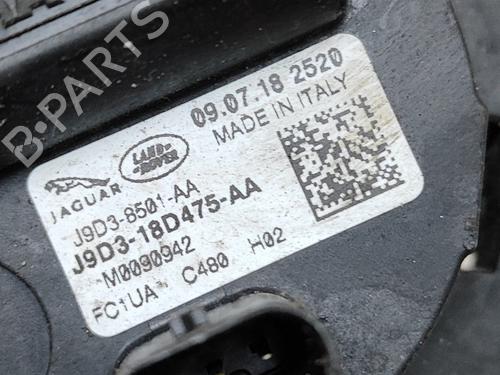 B-PARTS
09.07.18 2520
MADE IN ITALY
JAGUAR
LAND-
ROVER
J9D3-8501-AA
J9D3-18D475-AA
M0090942
FC1UA C480 H02